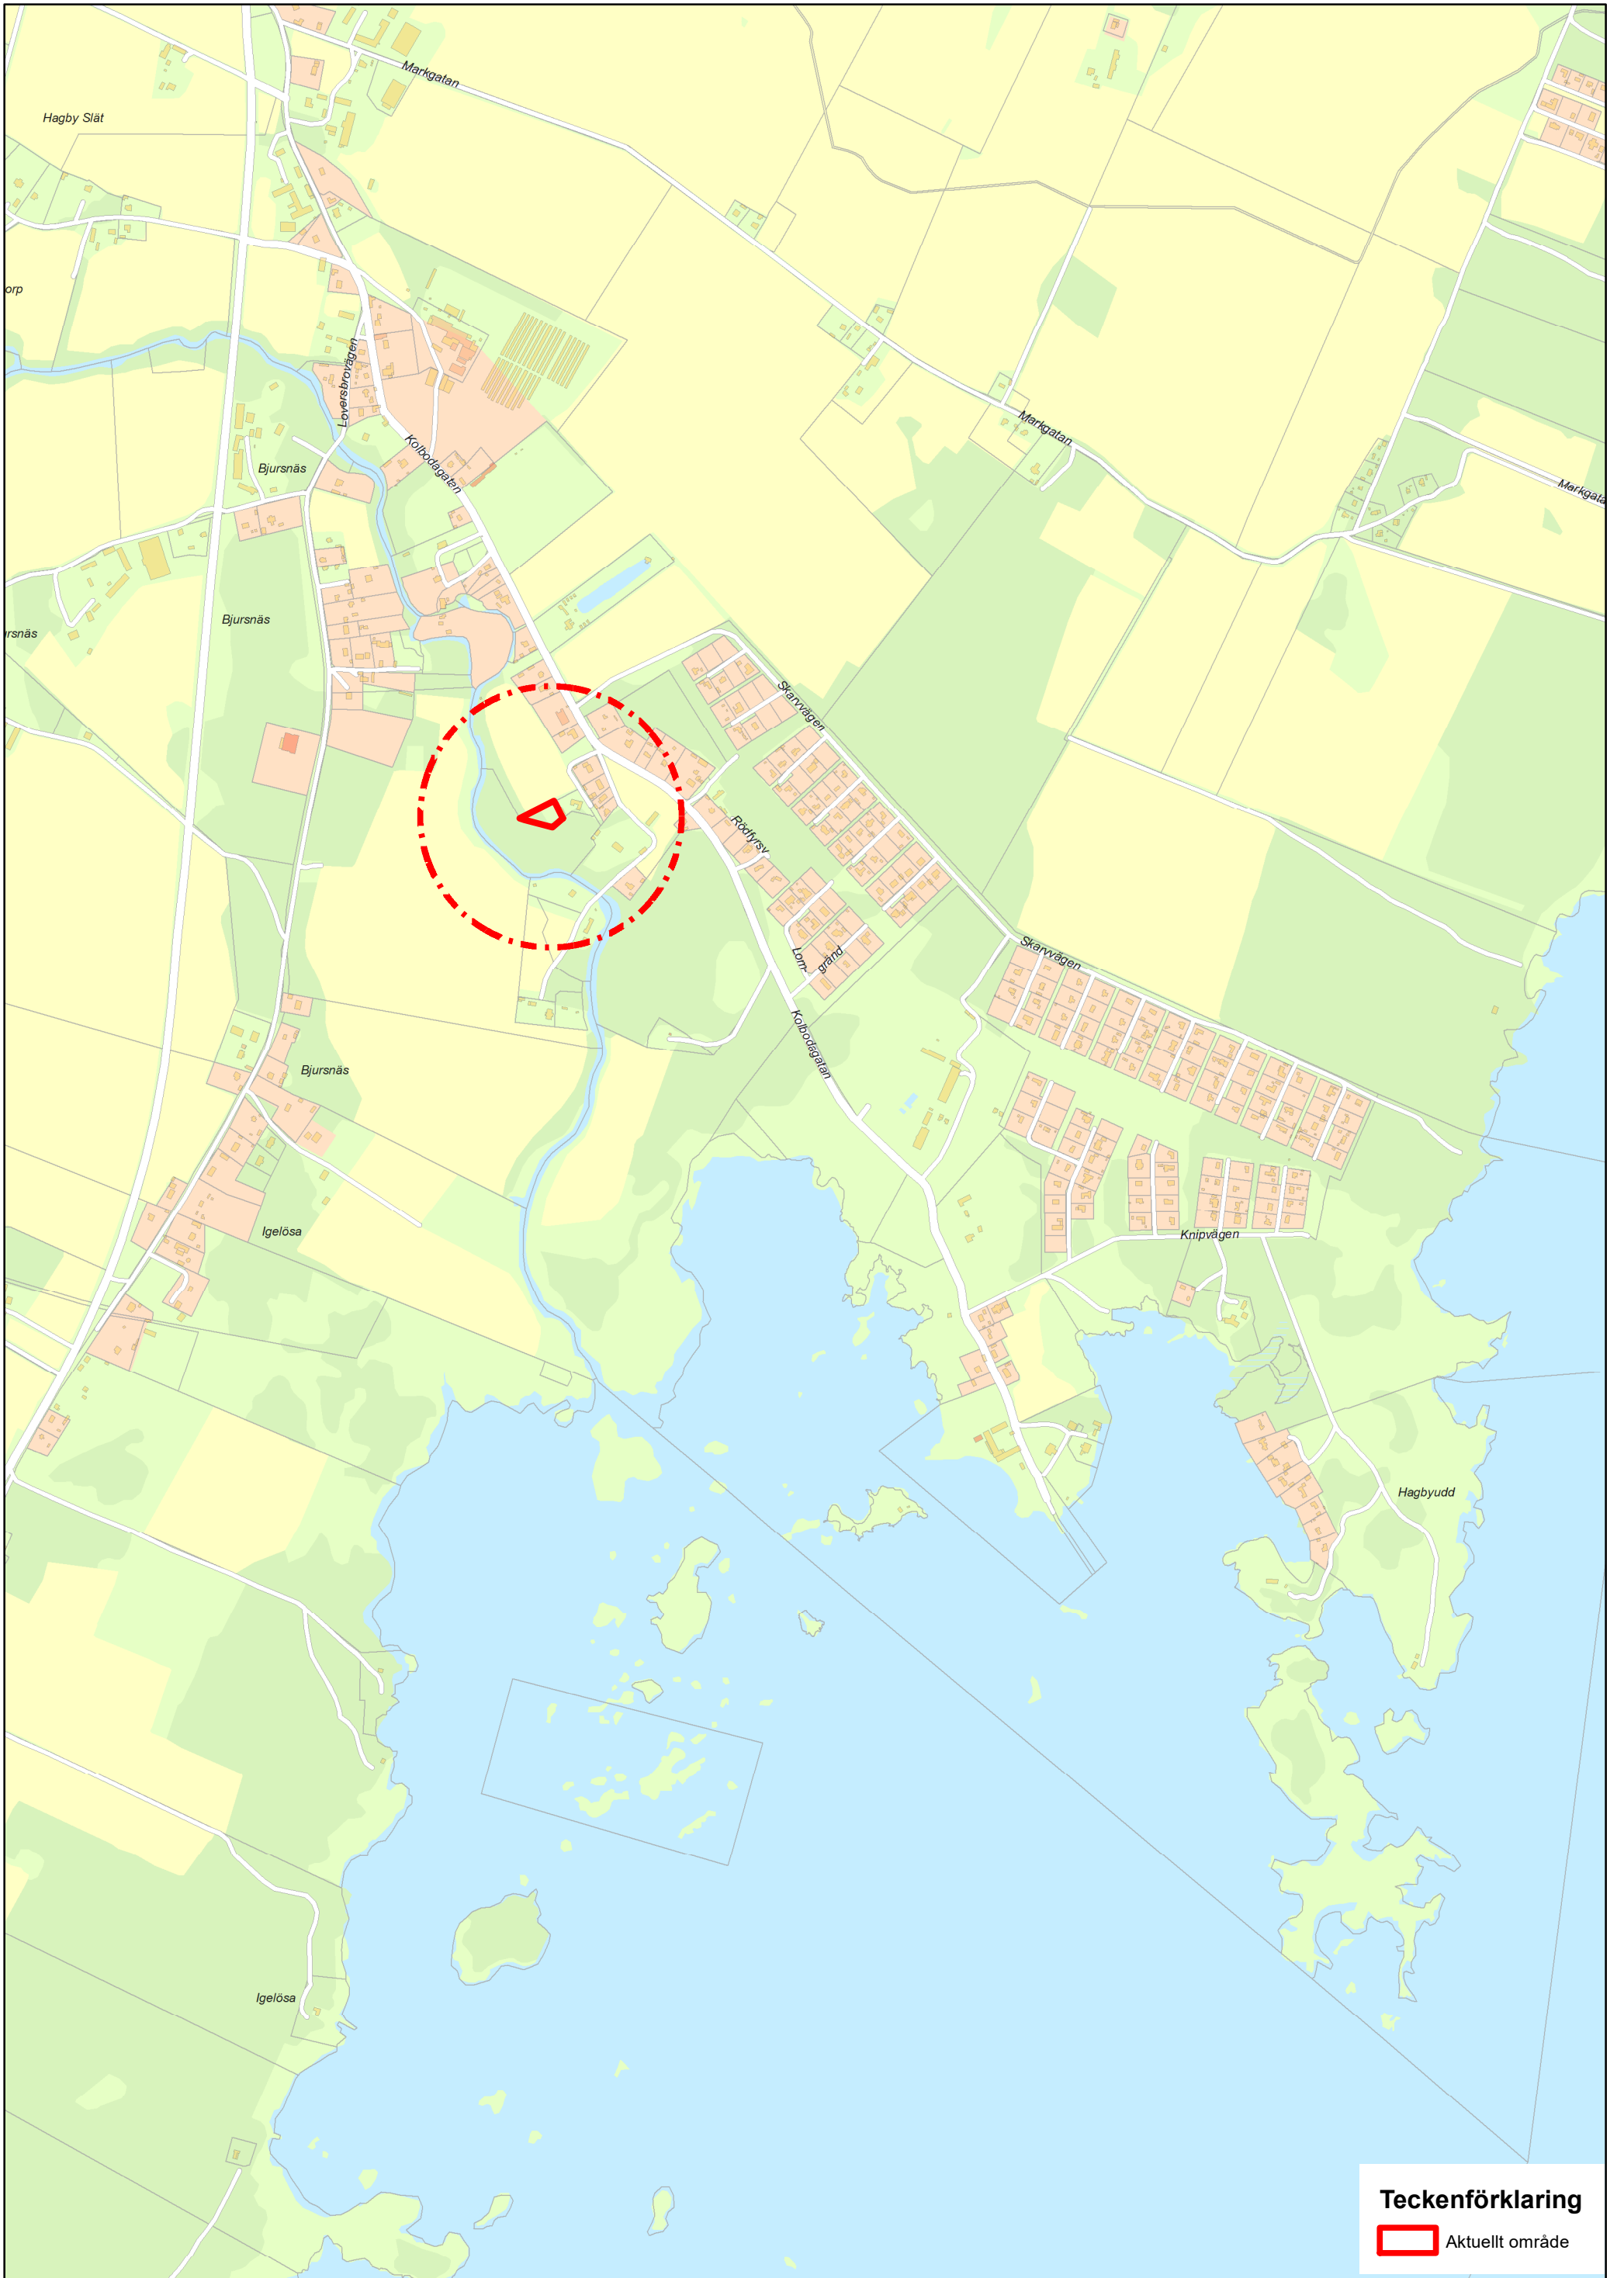 Markgatan
Hagby Slät
orp
Loversbrovägen
Kolbodagatan
Markgatan
Bjursnäs
Markgata
Bjursnäs
ursnäs
Skarvvägen
Rödfyrsv
Lom-
gränd
Skarvvägen
Kolbodagatan
Bjursnäs
Igelösa
Knipvägen
Hagbyudd
Igelösa
Teckenförklaring
Aktuellt område